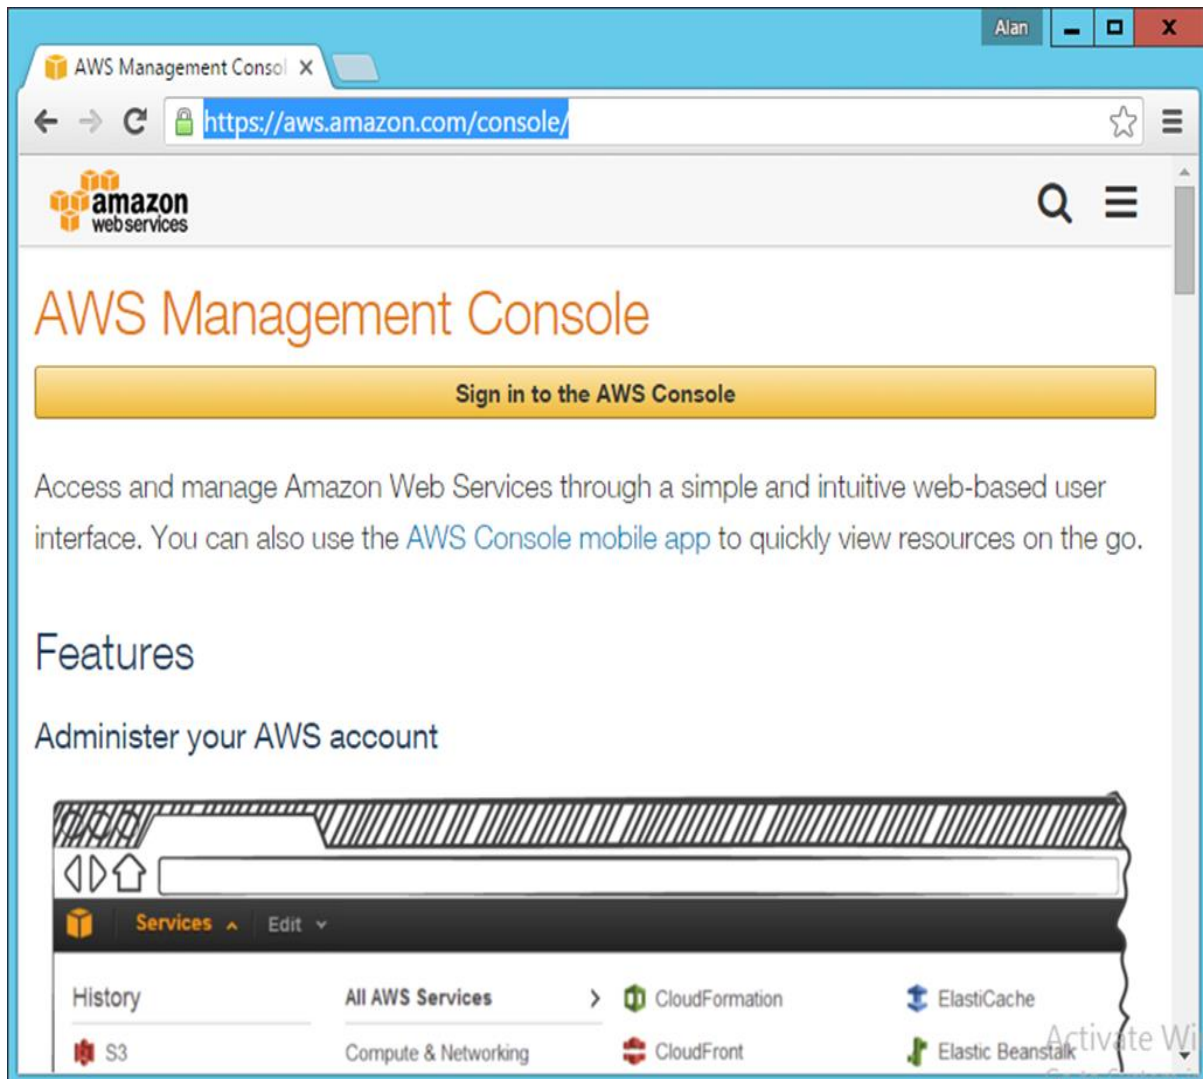 Alan
AWS Management Consol
https://aws.amazon.com/console/
amazon
webservices
AWS Management Console
Sign in to the AWS Console
Access and manage Amazon Web Services through a simple and intuitive web-based user
interface. You can also use the AWS Console mobile app to quickly view resources on the go.
Features
Administer your AWS account
Services Edit
History All AWS Services CloudFormation ElastiCache
S3 Compute & Networking CloudFront Elastic Beanstalk
Activate Wi